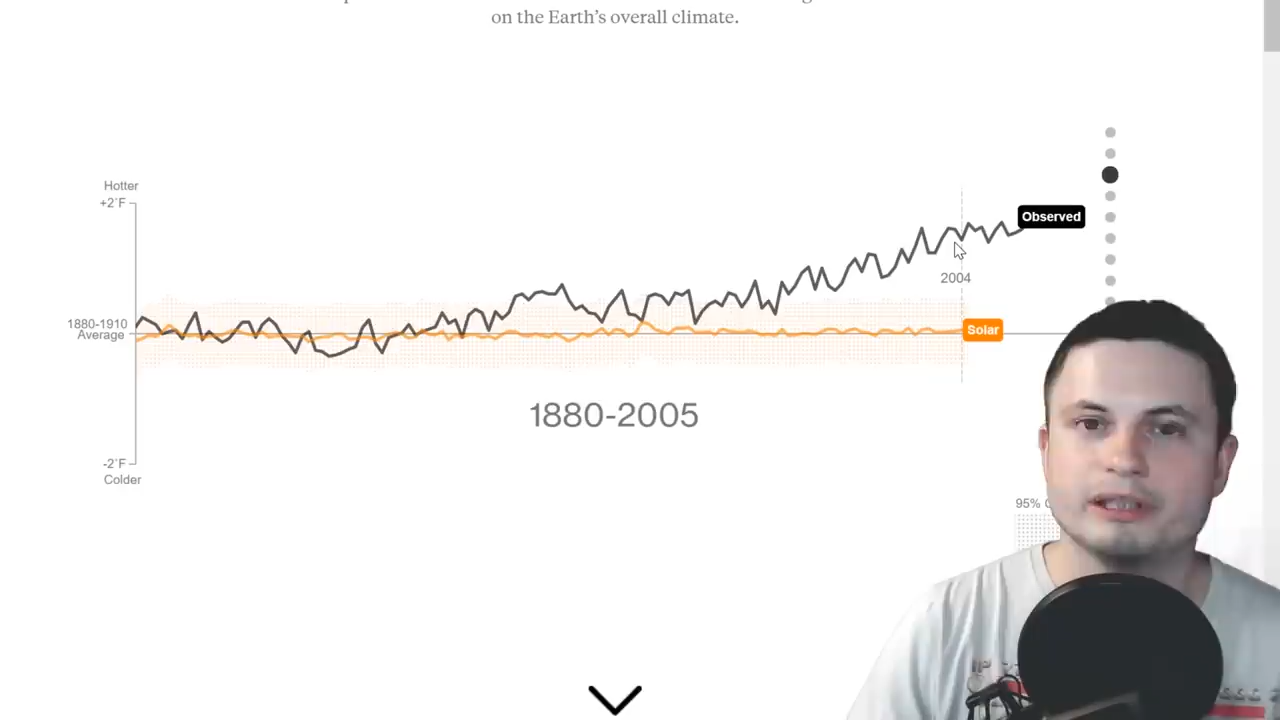 on the Earth's overall climate.
Hotter
+2°F
Observed
2004
1880-1910
Average
Solar
1880-2005
-2°F
Colder
95%